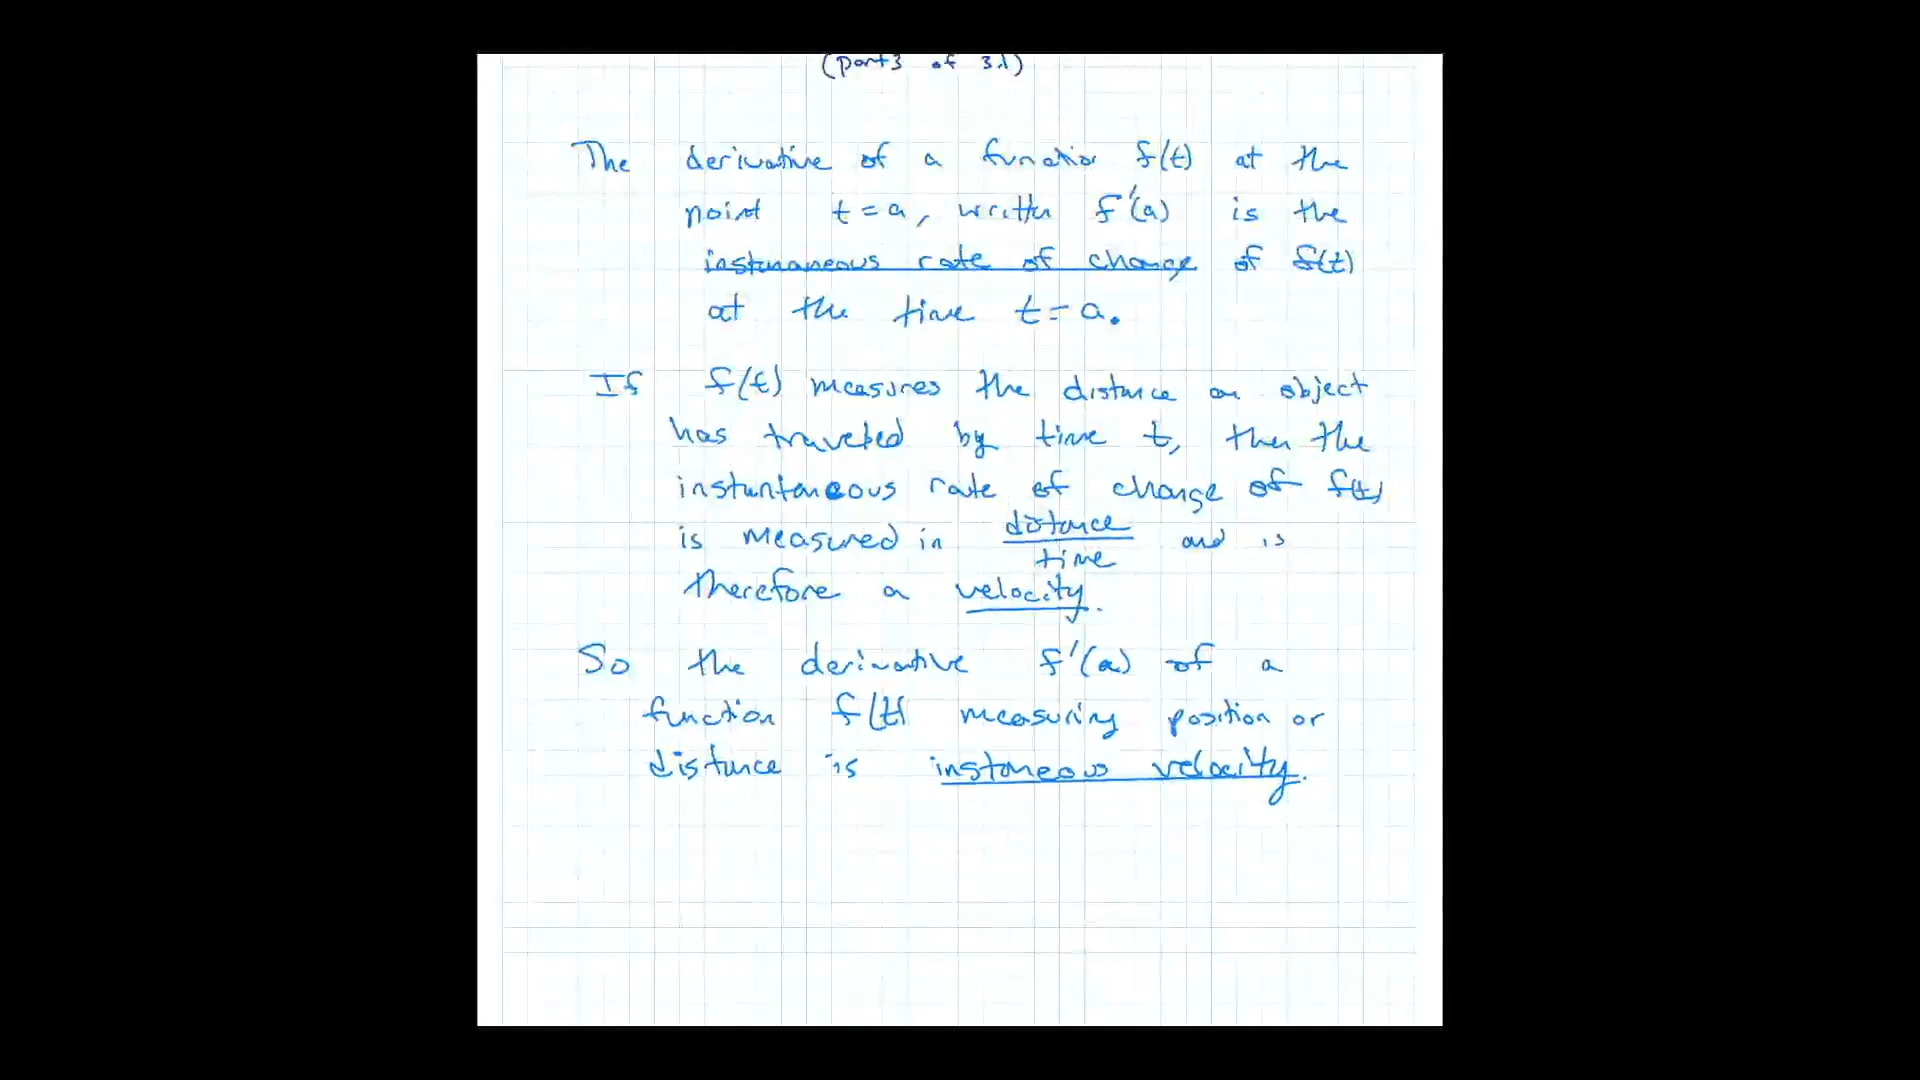 (part 3 of 3.1)
The derivative of a function f(t) at the
point t = a, written f'(a) is the
instananeous rate of change of f(t)
at the time t = a.
If f(t) measures the distance an object
has traveled by time t, then the
instantaneous rate of change of f(t)
is measured in distance/time and is
therefore a velocity.
So the derivative f'(a) of a
function f(t) measuring position or
distance is instaneous velocity.